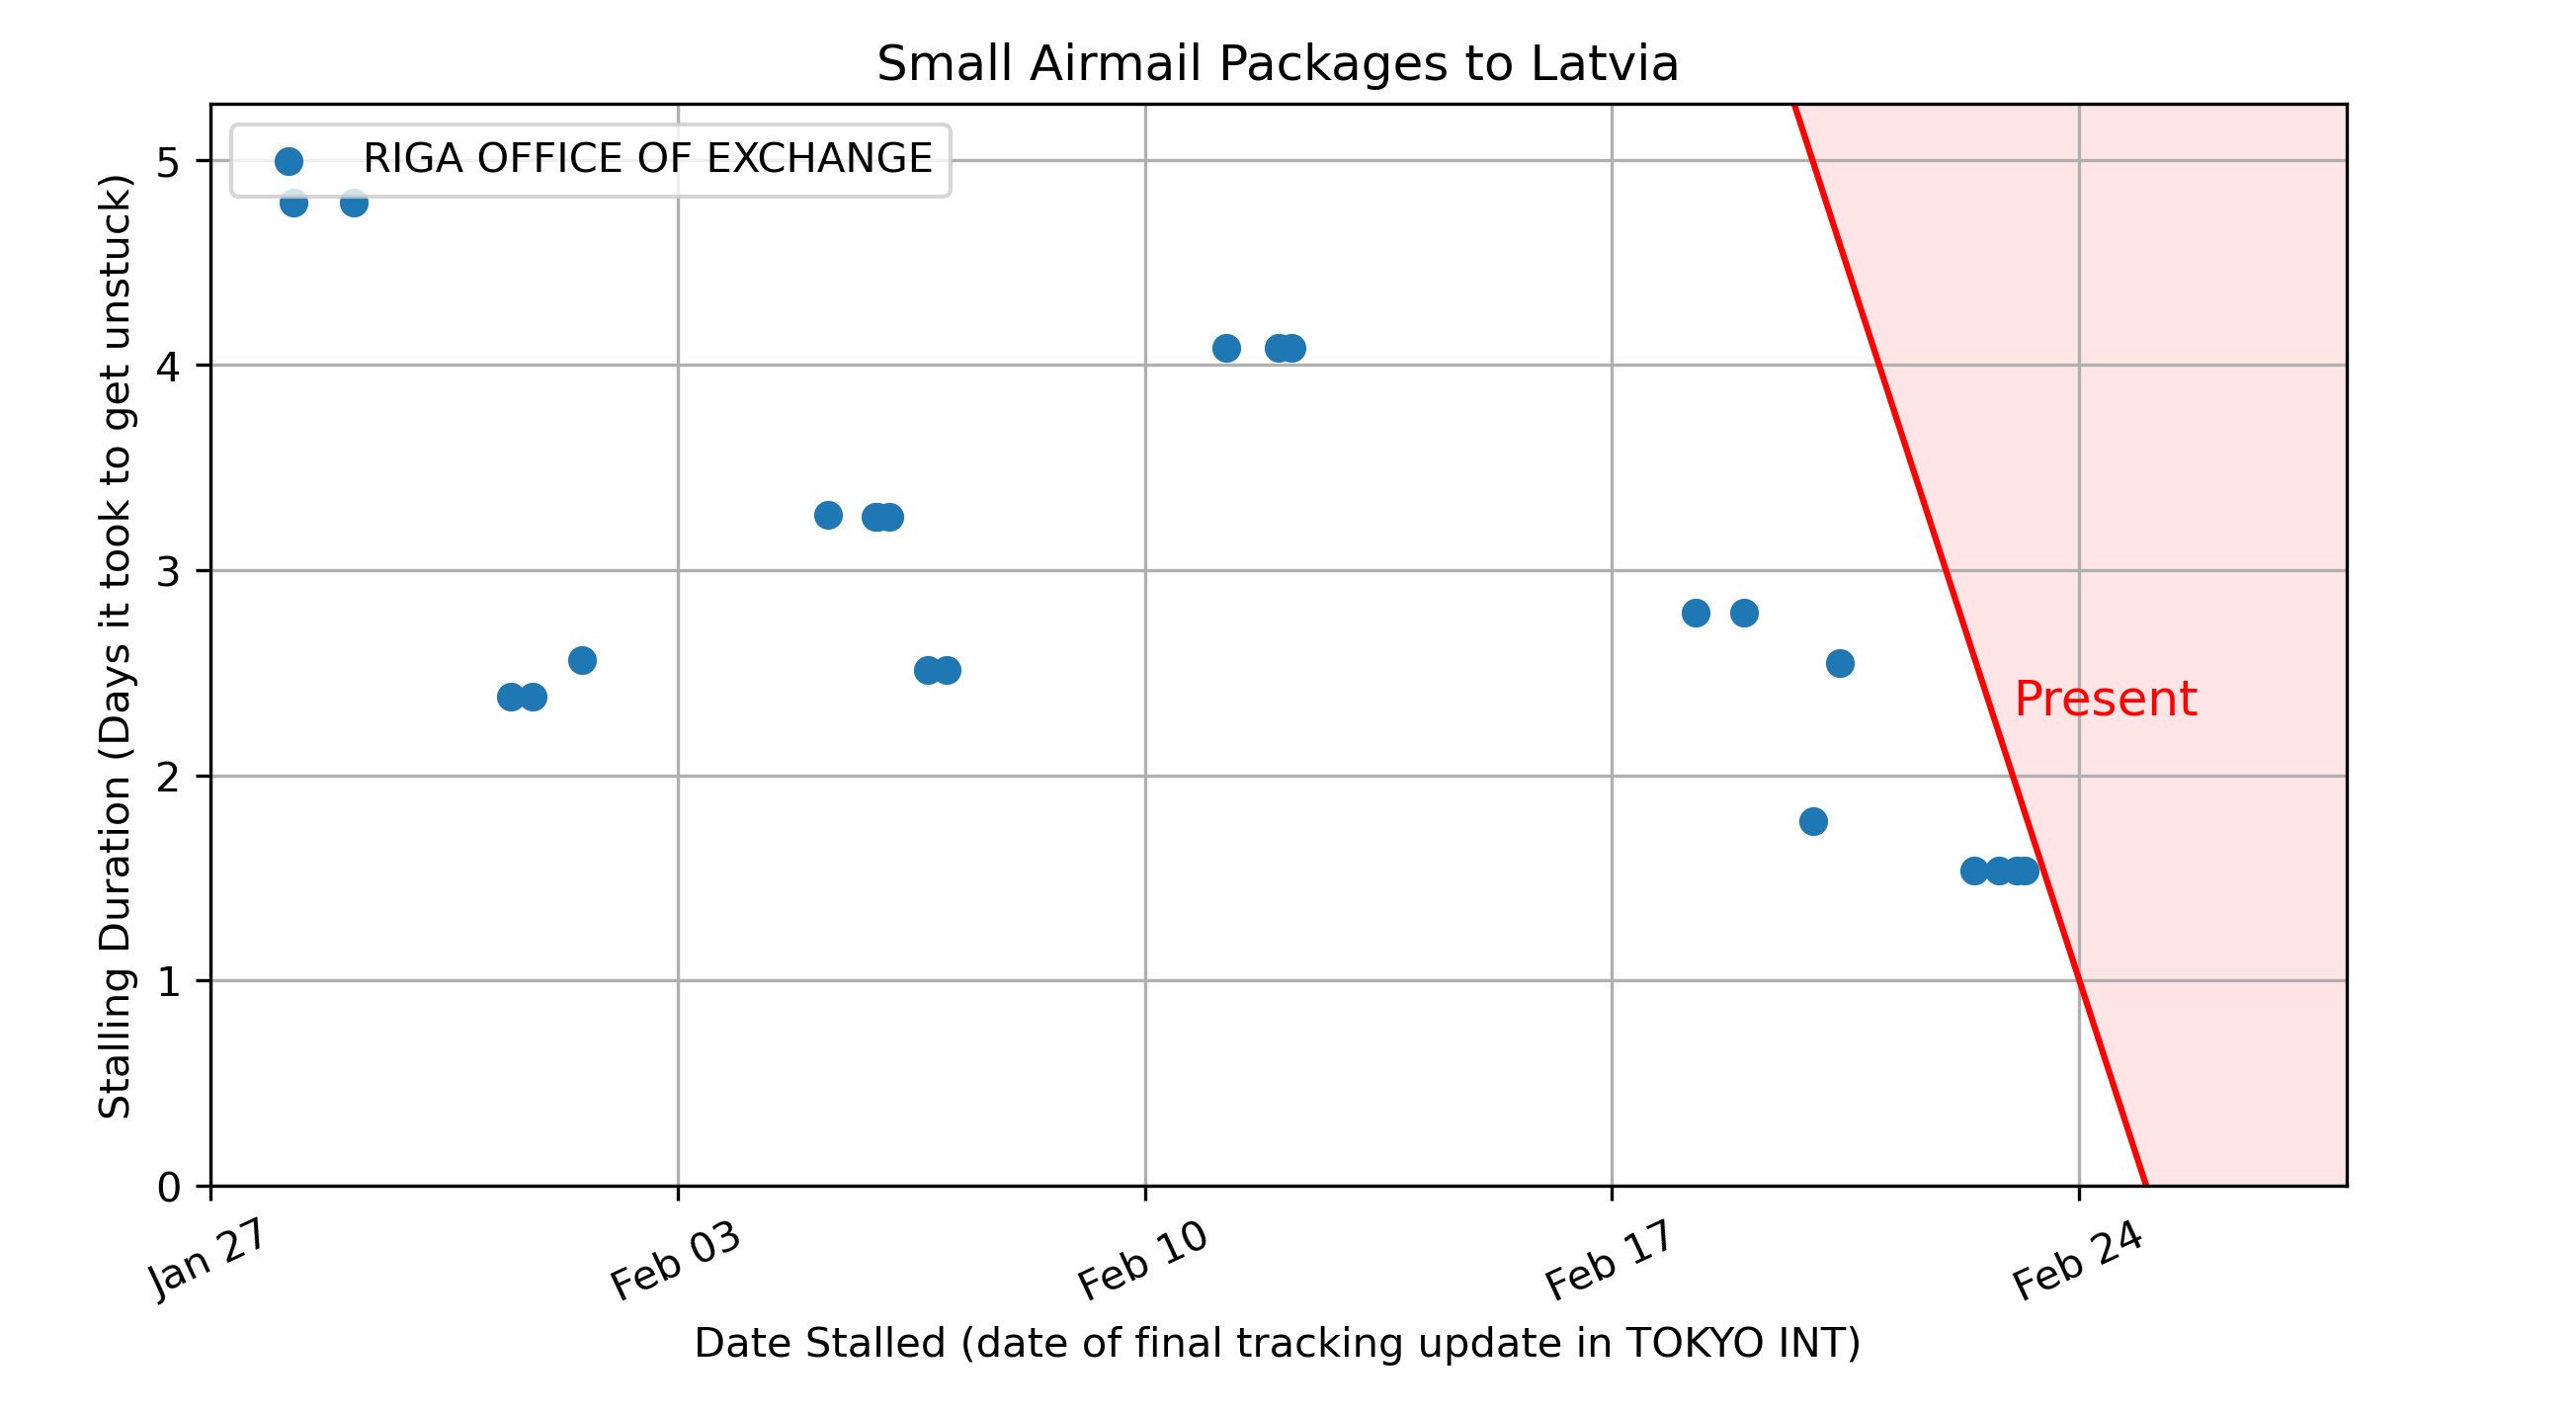 Small Airmail Packages to Latvia
RIGA OFFICE OF EXCHANGE
Stalling Duration (Days it took to get unstuck)
5
4
3
2
1
0
Present
Jan 27
Feb 03
Feb 10
Feb 17
Feb 24
Date Stalled (date of final tracking update in TOKYO INT)